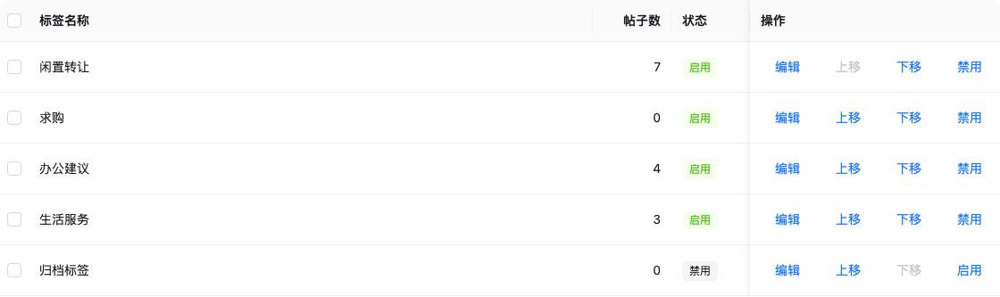 标签名称 帖子数 状态 操作
闲置转让 7 启用 编辑 上移 下移 禁用
求购 0 启用 编辑 上移 下移 禁用
办公建议 4 启用 编辑 上移 下移 禁用
生活服务 3 启用 编辑 上移 下移 禁用
归档标签 0 禁用 编辑 上移 下移 启用